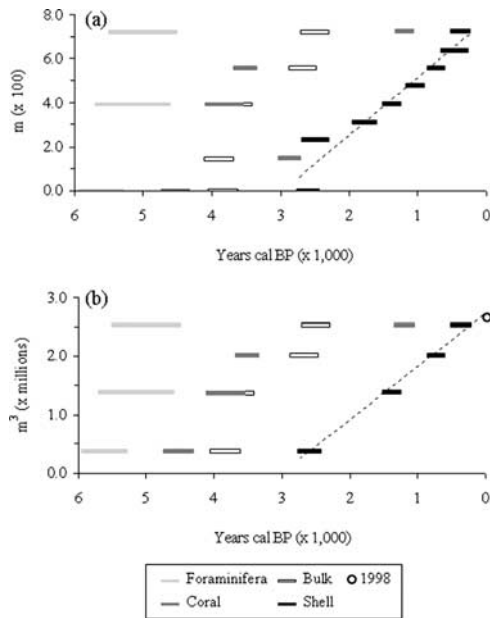 (a)
8.0
6.0
4.0
2.0
0.0
m (x 100)
6 5 4 3 2 1 0
Years cal BP (x 1,000)
(b)
3.0
2.0
1.0
0.0
m³ (x millions)
6 5 4 3 2 1 0
Years cal BP (x 1,000)
Foraminifera Bulk 1998
Coral Shell